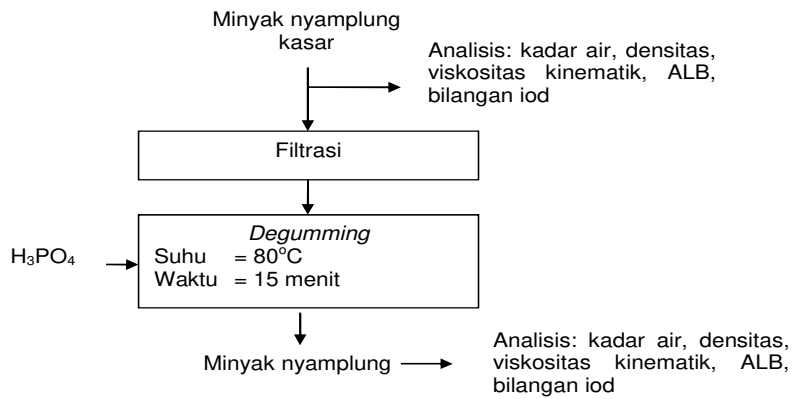 Minyak nyamplung
kasar
Analisis: kadar air, densitas,
viskositas kinematik, ALB,
bilangan iod
Filtrasi
Degumming
H₃PO₄
Suhu = 80°C
Waktu = 15 menit
Minyak nyamplung
Analisis: kadar air, densitas,
viskositas kinematik, ALB,
bilangan iod